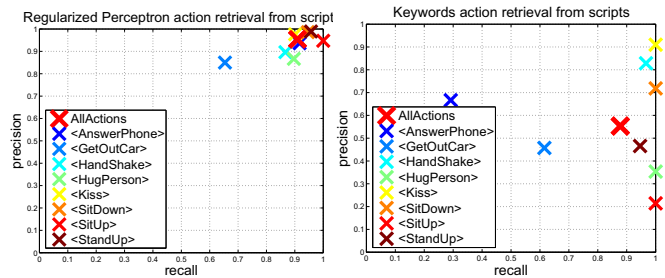 Regularized Perceptron action retrieval from scripts
1
0.9
0.8
0.7
0.6
0.5
0.4
0.3
0.2
0.1
0
precision
AllActions
<AnswerPhone>
<GetOutCar>
<HandShake>
<HugPerson>
<Kiss>
<SitDown>
<SitUp>
<StandUp>
0 0.1 0.2 0.3 0.4 0.5 0.6 0.7 0.8 0.9 1
recall
Keywords action retrieval from scripts
1
0.9
0.8
0.7
0.6
0.5
0.4
0.3
0.2
0.1
0
precision
AllActions
<AnswerPhone>
<GetOutCar>
<HandShake>
<HugPerson>
<Kiss>
<SitDown>
<SitUp>
<StandUp>
0 0.1 0.2 0.3 0.4 0.5 0.6 0.7 0.8 0.9 1
recall